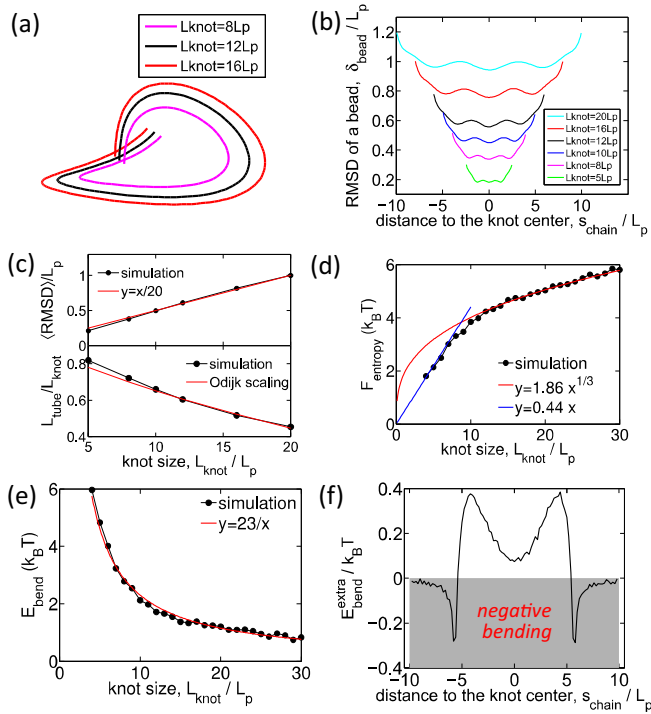 (a)
Lknot=8Lp
Lknot=12Lp
Lknot=16Lp
(b)
RMSD of a bead, δbead/Lp
1.2
1
0.8
0.6
0.4
0.2
Lknot=20Lp
Lknot=16Lp
Lknot=12Lp
Lknot=10Lp
Lknot=8Lp
Lknot=5Lp
−10 −5 0 5 10
distance to the knot center, schain / Lp
(c)
⟨RMSD⟩/Lp
1
0.5
0
simulation
y=x/20
Ltube/Lknot
0.8
0.6
0.4
simulation
Odijk scaling
5 10 15 20
knot size, Lknot / Lp
(d)
Fentropy (kBT)
6
4
2
0
simulation
y=1.86 x1/3
y=0.44 x
0 10 20 30
knot size, Lknot / Lp
(e)
Ebend (kBT)
6
4
2
0
simulation
y=23/x
0 10 20 30
knot size, Lknot / Lp
(f)
Eextrabend / kBT
0.4
0.2
0
−0.2
−0.4
negative
bending
−10 −5 0 5 10
distance to the knot center, schain / Lp